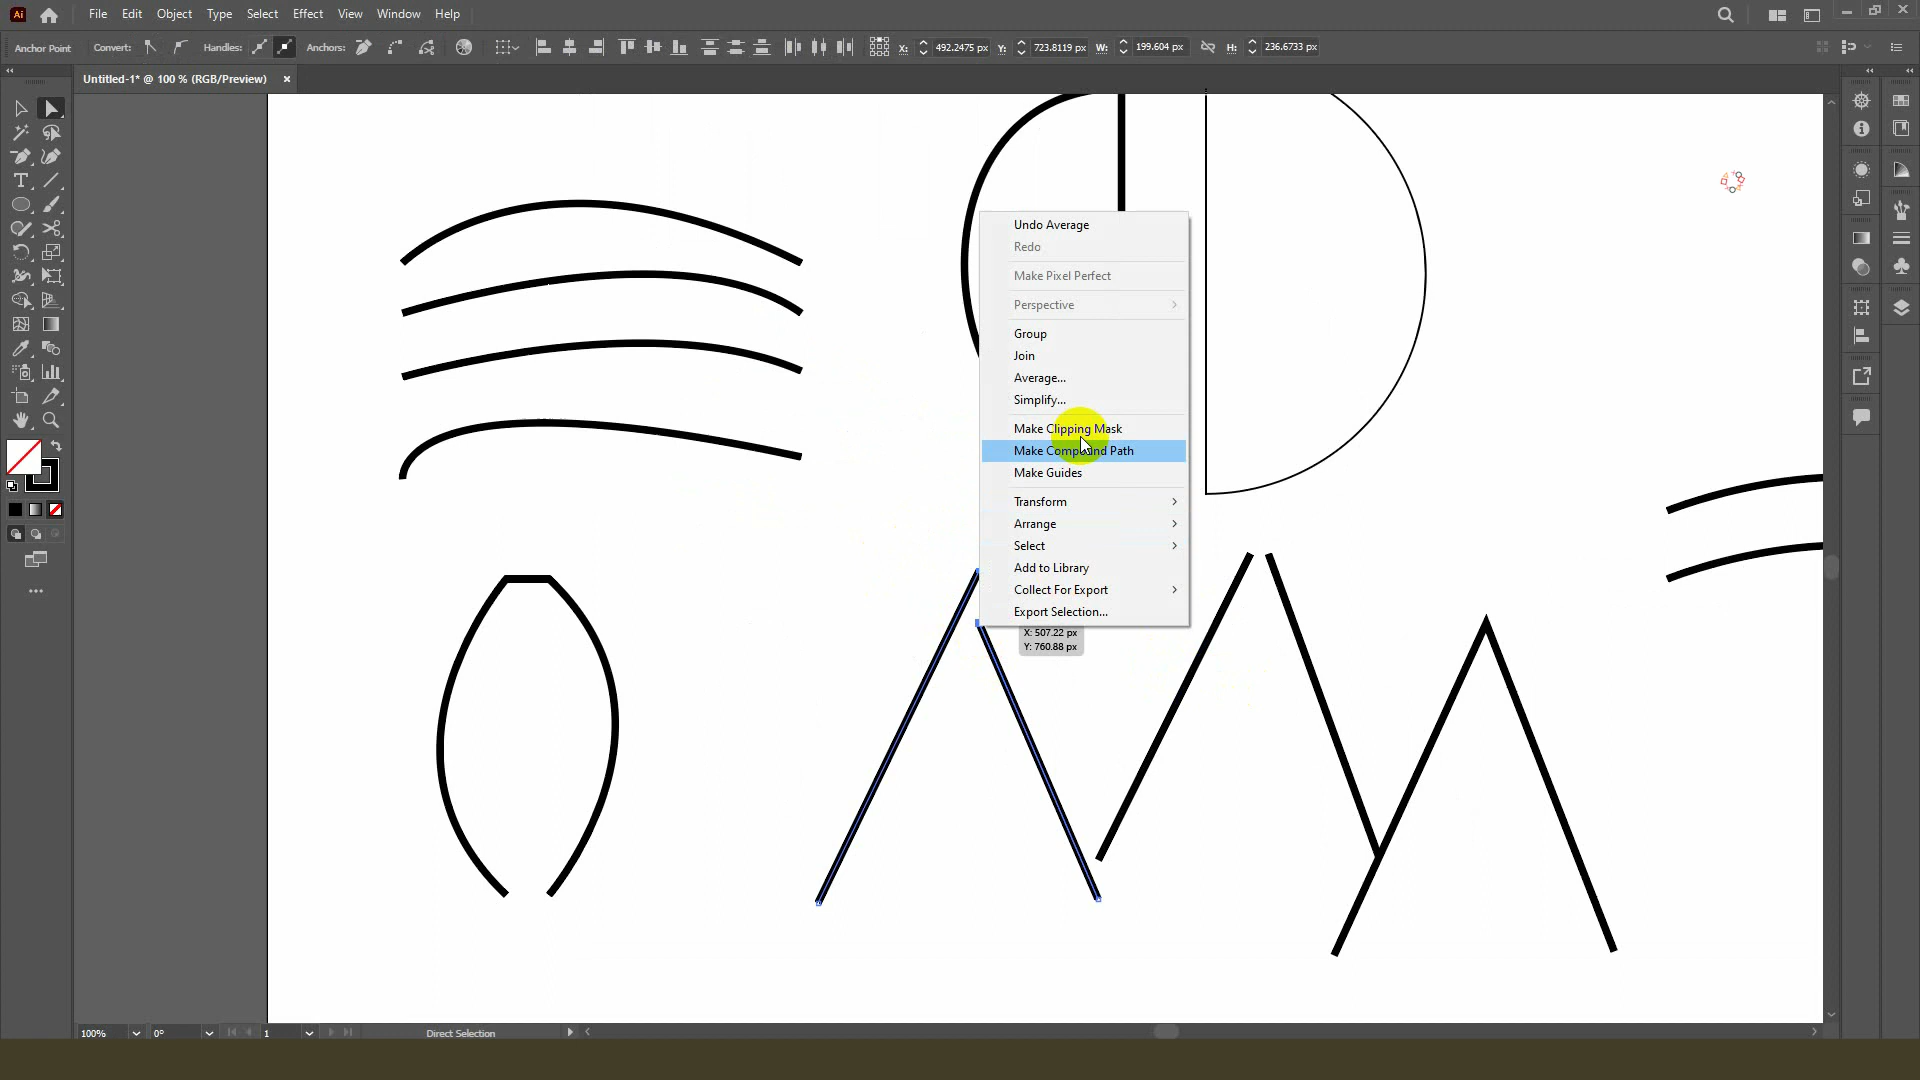 Ai File Edit Object Type Select Effect View Window Help
Anchor Point Convert: Handles: Anchors: X: 492.2475 px Y: 723.8119 px W: 199.604 px H: 236.6733 px
Untitled-1* @ 100 % (RGB/Preview) ×
Undo Average
Redo
Make Pixel Perfect
Perspective
Group
Join
Average...
Simplify...
Make Clipping Mask
Make Compound Path
Make Guides
Transform
Arrange
Select
Add to Library
Collect For Export
Export Selection...
X: 507.22 px
Y: 760.88 px
100% 0° 1 Direct Selection